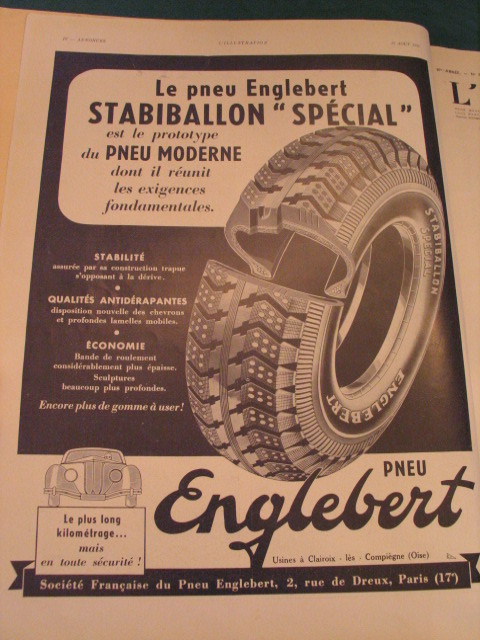 ANNONCES
L'ILLUSTRATION
Le pneu Englebert
STABIBALLON "SPÉCIAL"
est le prototype
du PNEU MODERNE
dont il réunit
les exigences
fondamentales.
STABILITÉ
assurée par sa construction trapue
s'opposant à la dérive.
QUALITÉS ANTIDÉRAPANTES
disposition nouvelle des chevrons
et profondes lamelles mobiles.
ÉCONOMIE
Bande de roulement
considérablement plus épaisse.
Sculptures
beaucoup plus profondes.
Encore plus de gomme à user!
STABIBALLON
SPECIAL
ENGLEBERT
PNEU
Englebert
Le plus long
kilométrage...
mais
en toute sécurité !
Usines à Clairoix - lès - Compiègne (Oise)
Société Française du Pneu Englebert, 2, rue de Dreux, Paris (17e)
L'